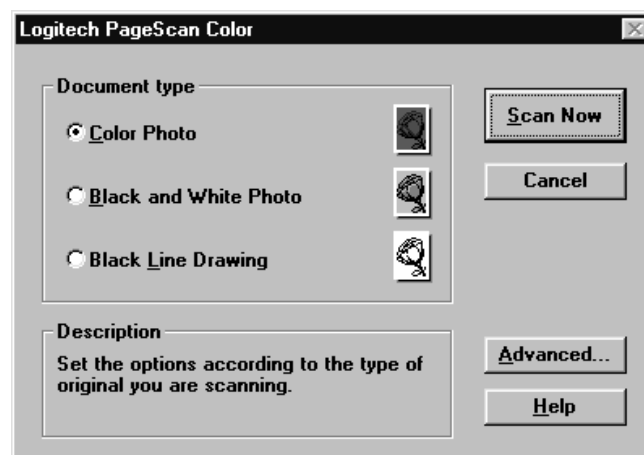 Logitech PageScan Color
Document type
Color Photo
Black and White Photo
Black Line Drawing
Description
Set the options according to the type of
original you are scanning.
Scan Now
Cancel
Advanced...
Help